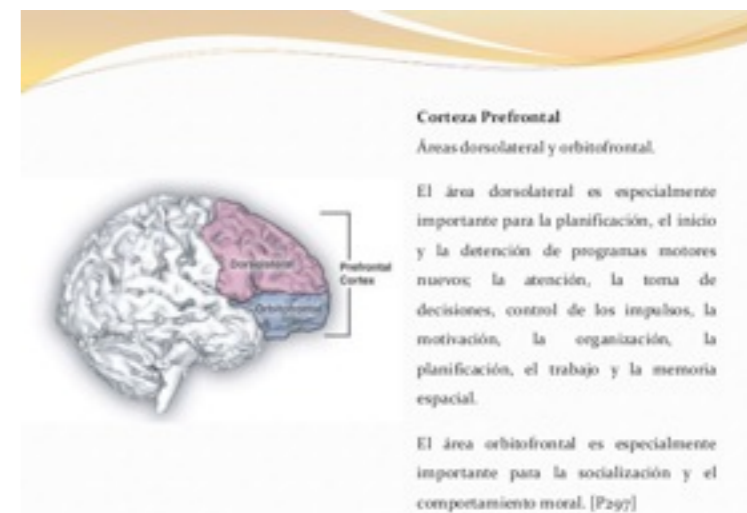 Corteza Prefrontal
Áreas dorsolateral y orbitofrontal.
El área dorsolateral es especialmente
importante para la planificación, el inicio
y la detención de programas motores
nuevos; la atención, la toma de
decisiones, control de los impulsos, la
motivación, la organización, la
planificación, el trabajo y la memoria
espacial.
El área orbitofrontal es especialmente
importante para la socialización y el
comportamiento moral. [P297]
Dorsolateral
Prefrontal
Cortex
Orbitofrontal